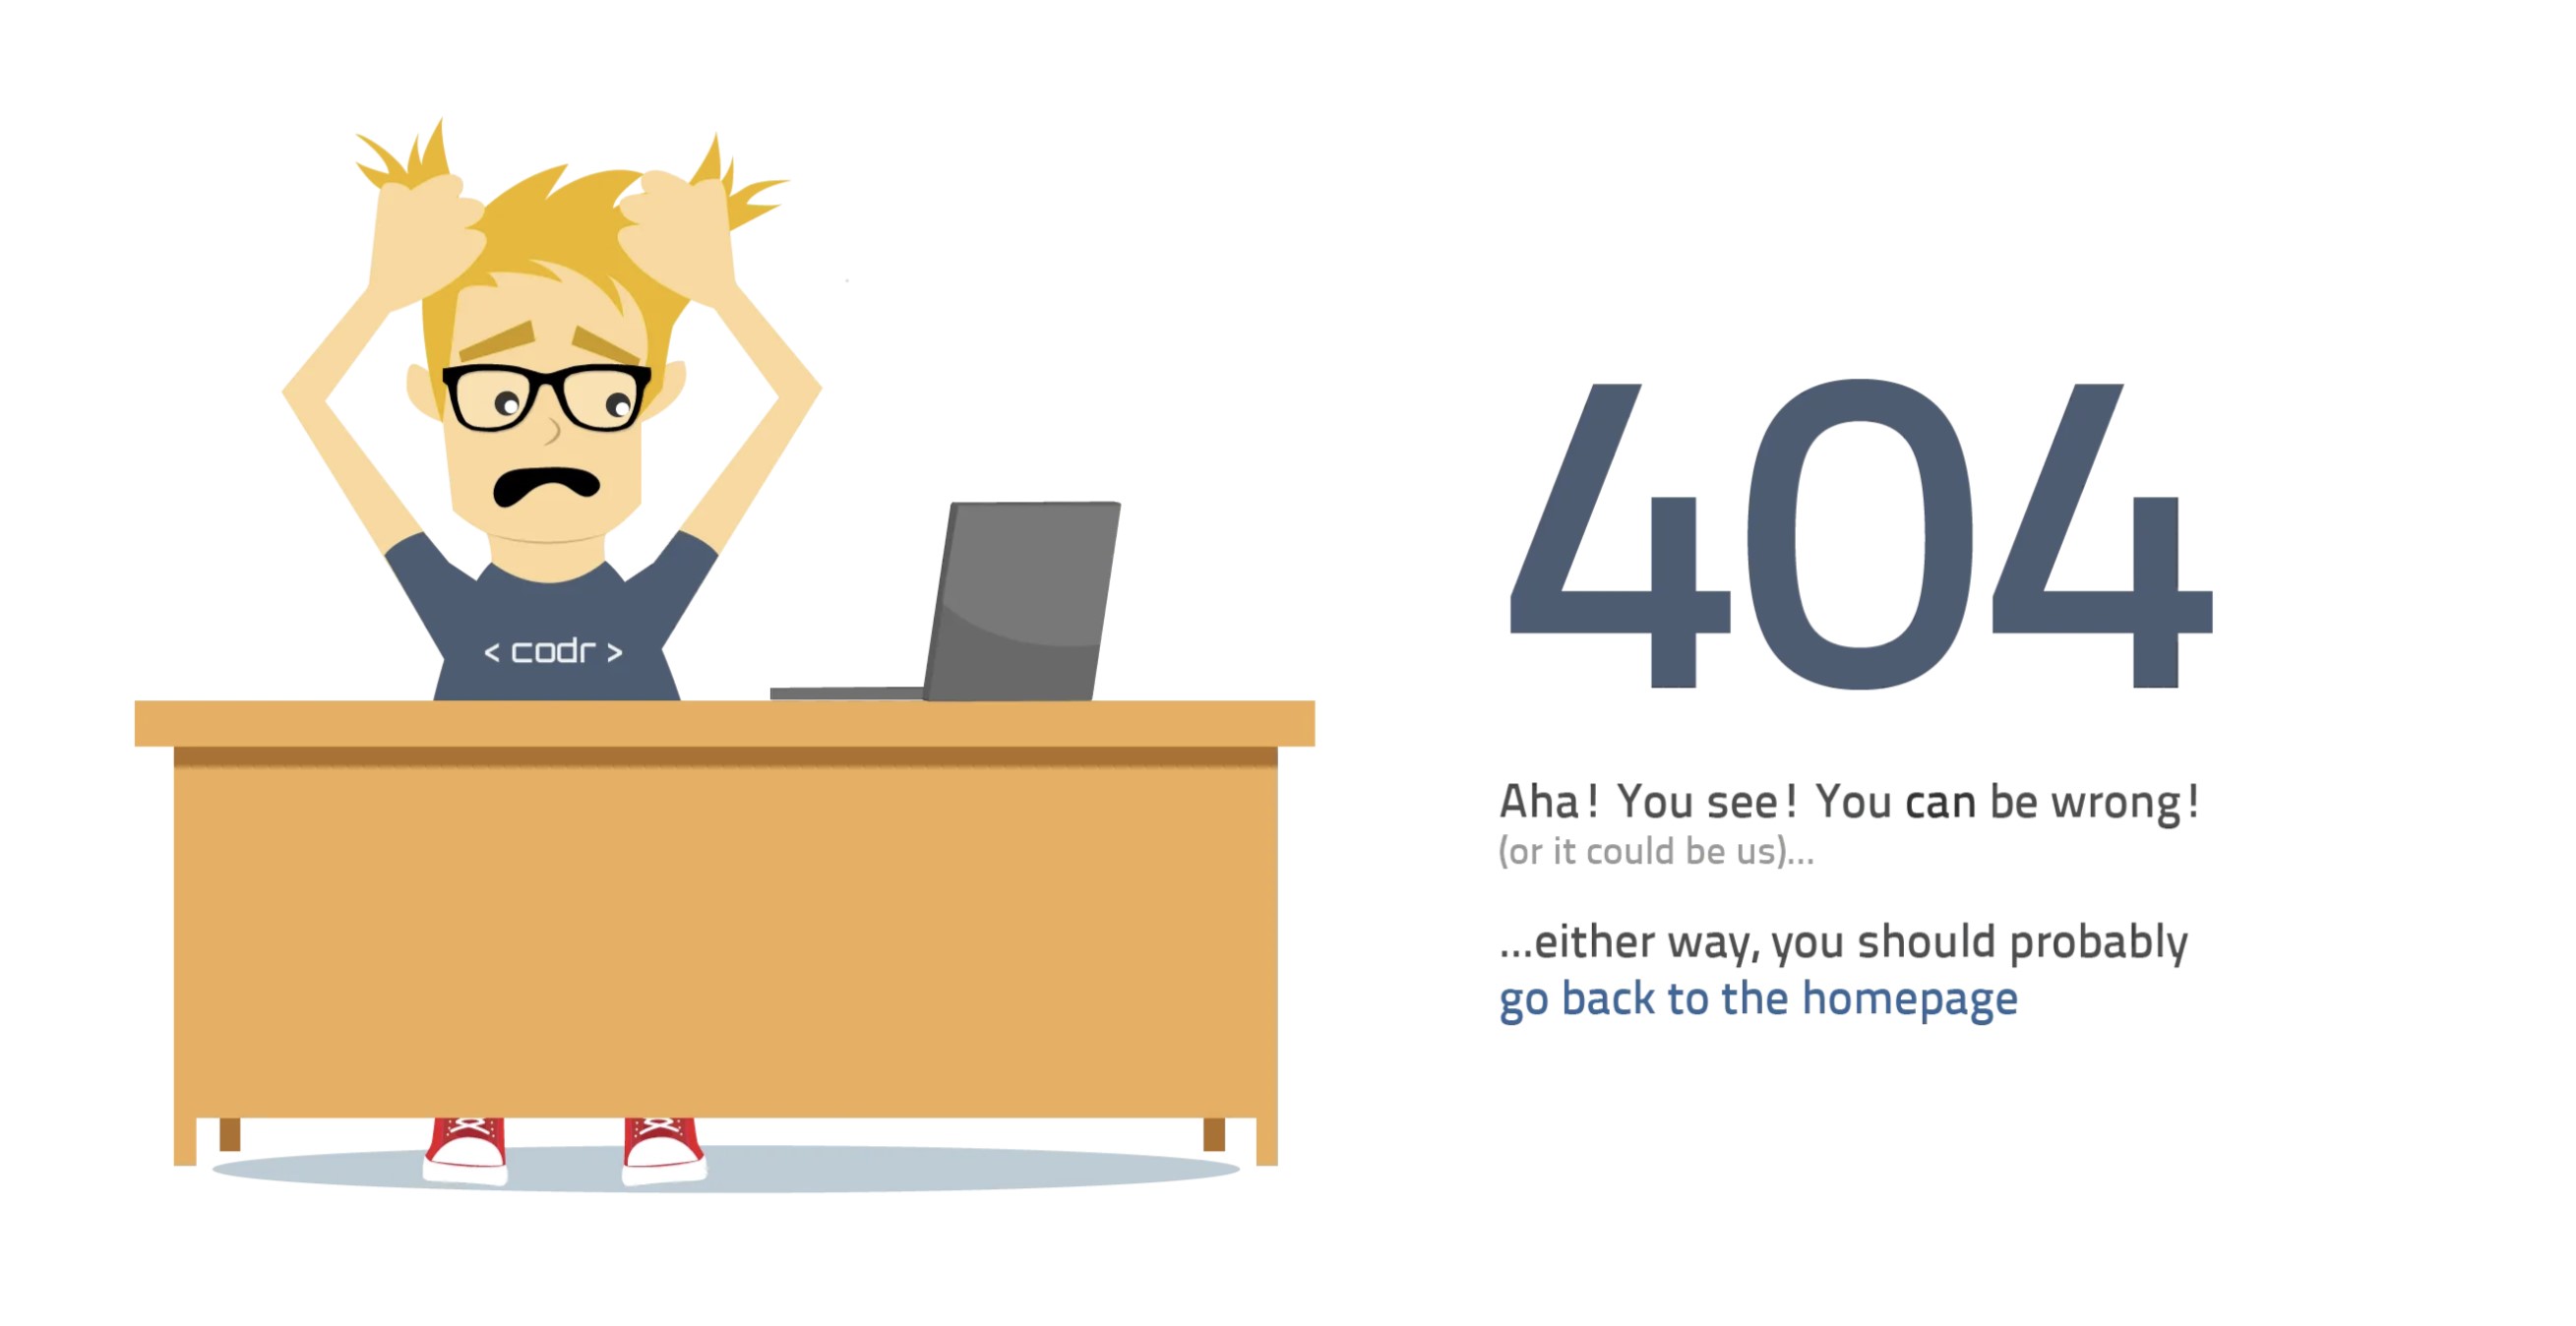 < codr >
404
Aha! You see! You can be wrong!
(or it could be us)...
...either way, you should probably
go back to the homepage